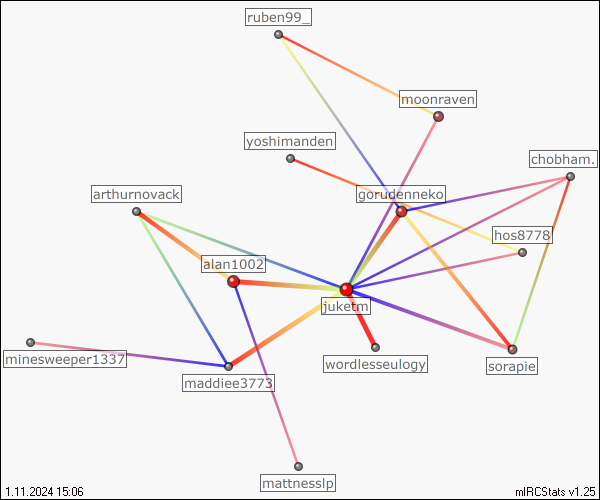 ruben99_
moonraven
yoshimanden
chobham.
arthurnovack
gorudenneko
hos8778
alan1002
juketm
minesweeper1337
wordlesseulogy
sorapie
maddiee3773
mattnesslp
1.11.2024 15:06
mIRCStats v1.25